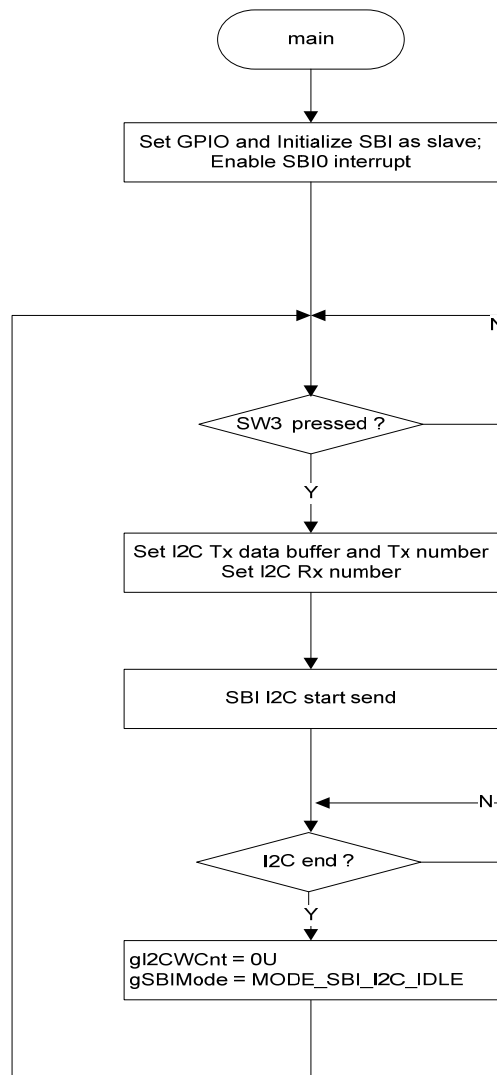 main
Set GPIO and Initialize SBI as slave;
Enable SBI0 interrupt
N
SW3 pressed ?
Y
Set I2C Tx data buffer and Tx number
Set I2C Rx number
SBI I2C start send
N
I2C end ?
Y
gI2CWCnt = 0U
gSBIMode = MODE_SBI_I2C_IDLE